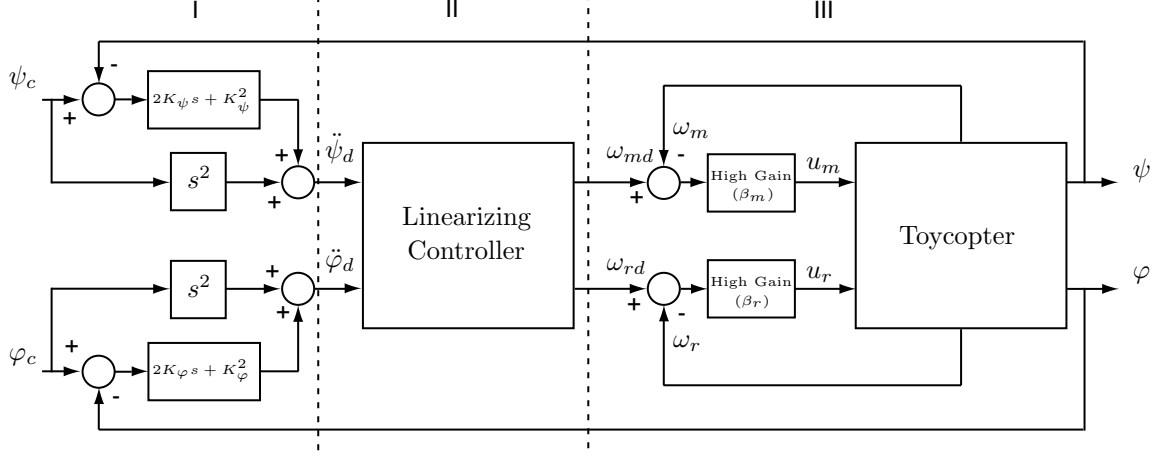 I II III
ψ_c
-
+
2K_ψ s + K_ψ^2
+
s^2
+
ψ̈_d
Linearizing
Controller
ω_md
+
ω_m
-
High Gain
(β_m)
u_m
Toycopter
ψ
φ_c
+
-
s^2
+
2K_φ s + K_φ^2
+
φ̈_d
ω_rd
+
-
ω_r
High Gain
(β_r)
u_r
φ